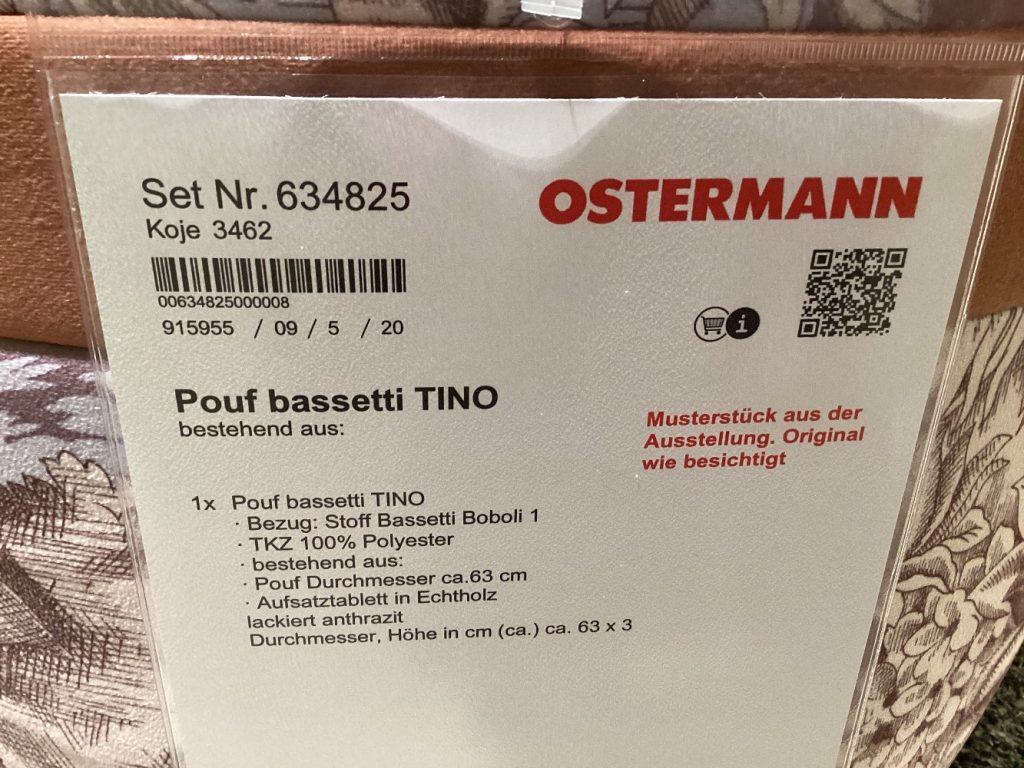 Set Nr. 634825
Koje 3462
OSTERMANN
00634825000008
915955 / 09 / 5 / 20
i
Pouf bassetti TINO
bestehend aus:
Musterstück aus der
Ausstellung. Original
wie besichtigt
1x Pouf bassetti TINO
· Bezug: Stoff Bassetti Boboli 1
· TKZ 100% Polyester
· bestehend aus:
· Pouf Durchmesser ca.63 cm
· Aufsatztablett in Echtholz
lackiert anthrazit
Durchmesser, Höhe in cm (ca.) ca. 63 x 3